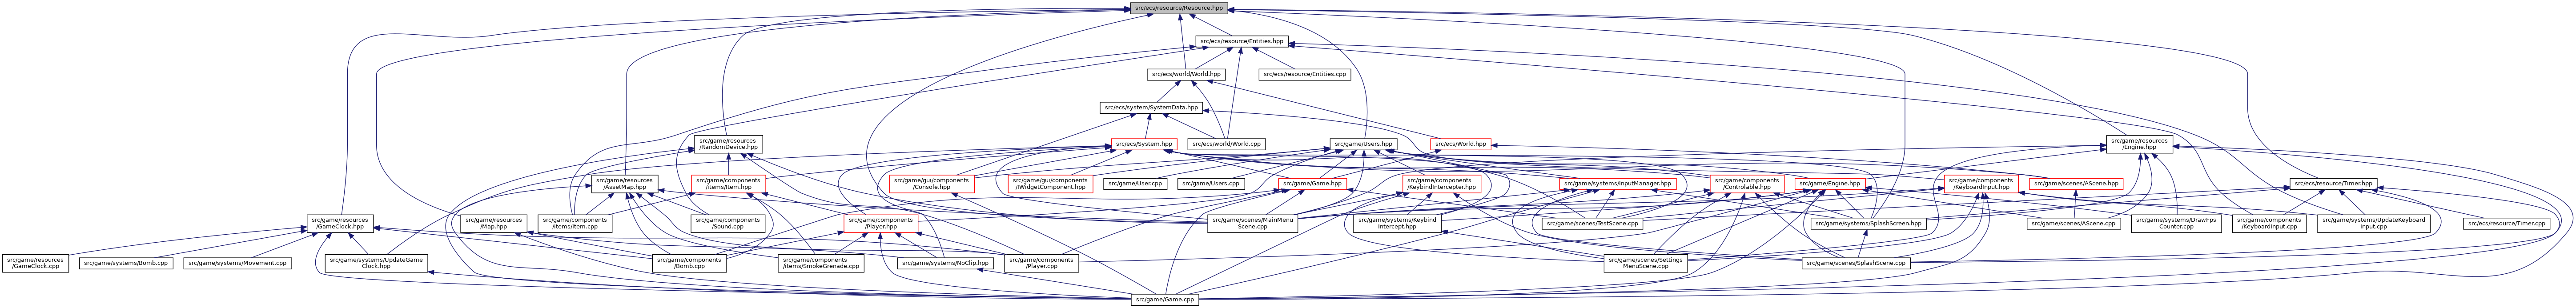 src/ecs/resource/Resource.hpp
src/ecs/resource/Entities.hpp
src/ecs/world/World.hpp
src/ecs/resource/Entities.cpp
src/ecs/system/SystemData.hpp
src/game/resources
/RandomDevice.hpp
src/ecs/System.hpp
src/ecs/world/World.cpp
src/game/Users.hpp
src/ecs/World.hpp
src/game/resources
/Engine.hpp
src/game/resources
/AssetMap.hpp
src/game/components
/items/Item.hpp
src/game/gui/components
/Console.hpp
src/game/gui/components
/IWidgetComponent.hpp
src/game/User.cpp
src/game/Users.cpp
src/game/Game.hpp
src/game/components
/KeybindIntercepter.hpp
src/game/systems/InputManager.hpp
src/game/components
/Controlable.hpp
src/game/Engine.hpp
src/game/components
/KeyboardInput.hpp
src/game/scenes/AScene.hpp
src/ecs/resource/Timer.hpp
src/game/resources
/GameClock.hpp
src/game/resources
/Map.hpp
src/game/components
/items/Item.cpp
src/game/components
/Sound.cpp
src/game/components
/Player.hpp
src/game/scenes/MainMenu
Scene.cpp
src/game/systems/Keybind
Intercept.hpp
src/game/scenes/TestScene.cpp
src/game/systems/SplashScreen.hpp
src/game/scenes/AScene.cpp
src/game/systems/DrawFps
Counter.cpp
src/game/components
/KeyboardInput.cpp
src/game/systems/UpdateKeyboard
Input.cpp
src/ecs/resource/Timer.cpp
src/game/resources
/GameClock.cpp
src/game/systems/Bomb.cpp
src/game/systems/Movement.cpp
src/game/systems/UpdateGame
Clock.hpp
src/game/components
/Bomb.cpp
src/game/components
/items/SmokeGrenade.cpp
src/game/systems/NoClip.hpp
src/game/components
/Player.cpp
src/game/scenes/Settings
MenuScene.cpp
src/game/scenes/SplashScene.cpp
src/game/Game.cpp